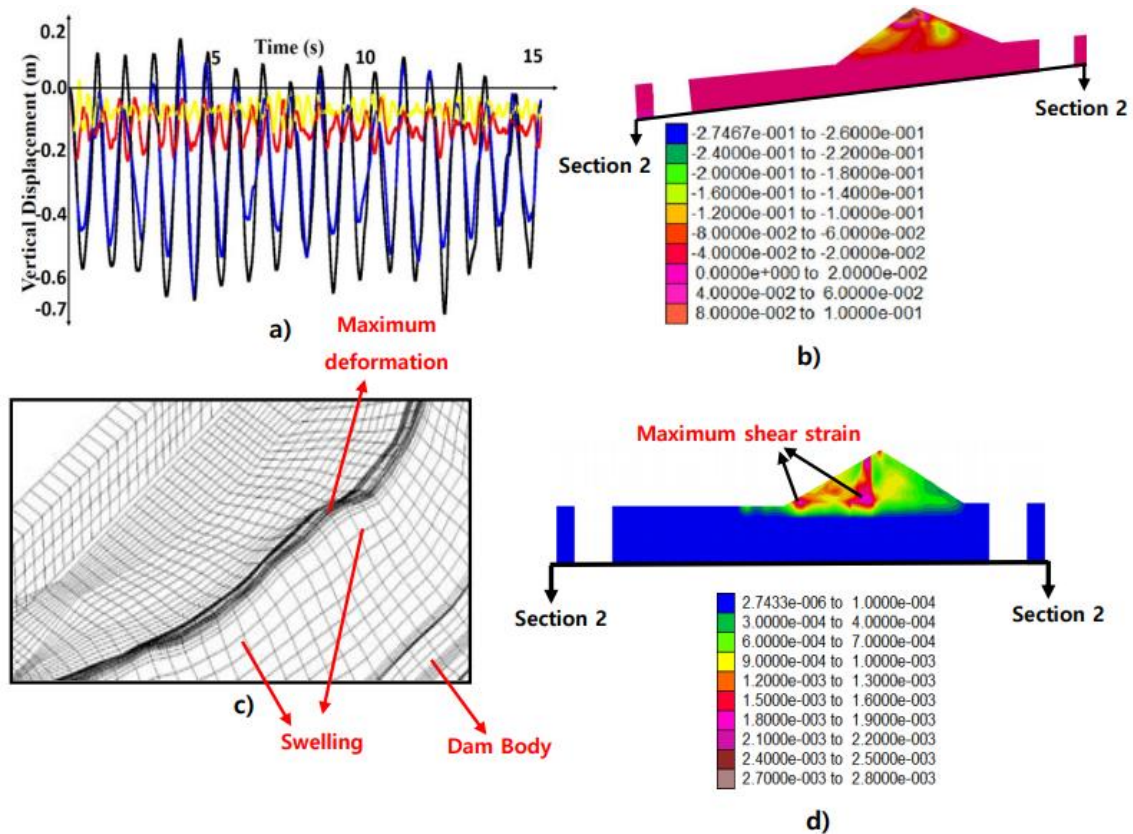 0.2
0.0
-0.2
-0.4
-0.6
-0.7
Vertical Displacement (m)
Time (s)
5
10
15
a)
Section 2
Section 2
-2.7467e-001 to -2.6000e-001
-2.4000e-001 to -2.2000e-001
-2.0000e-001 to -1.8000e-001
-1.6000e-001 to -1.4000e-001
-1.2000e-001 to -1.0000e-001
-8.0000e-002 to -6.0000e-002
-4.0000e-002 to -2.0000e-002
0.0000e+000 to 2.0000e-002
4.0000e-002 to 6.0000e-002
8.0000e-002 to 1.0000e-001
b)
Maximum
deformation
c)
Swelling
Dam Body
Maximum shear strain
Section 2
Section 2
2.7433e-006 to 1.0000e-004
3.0000e-004 to 4.0000e-004
6.0000e-004 to 7.0000e-004
9.0000e-004 to 1.0000e-003
1.2000e-003 to 1.3000e-003
1.5000e-003 to 1.6000e-003
1.8000e-003 to 1.9000e-003
2.1000e-003 to 2.2000e-003
2.4000e-003 to 2.5000e-003
2.7000e-003 to 2.8000e-003
d)